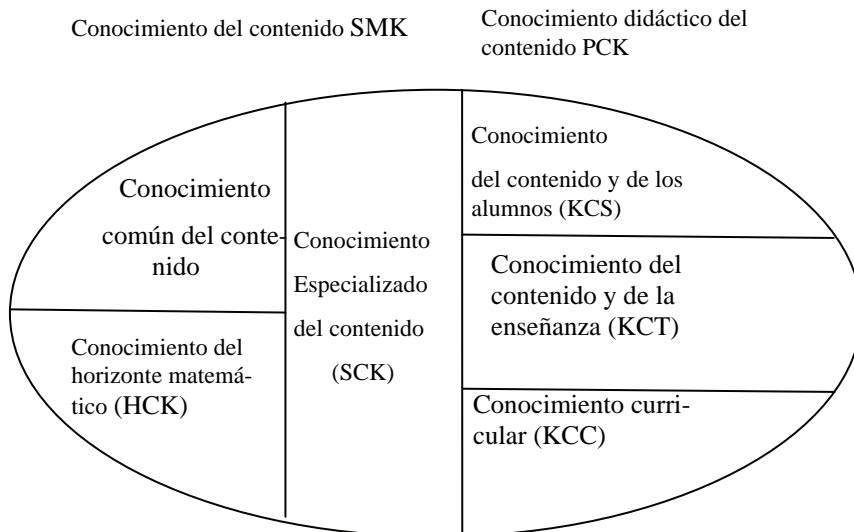 Conocimiento del contenido SMK
Conocimiento didáctico del
contenido PCK
Conocimiento
común del conte-
nido
Conocimiento del
horizonte matemá-
tico (HCK)
Conocimiento
Especializado
del contenido
(SCK)
Conocimiento
del contenido y de los
alumnos (KCS)
Conocimiento del
contenido y de la
enseñanza (KCT)
Conocimiento curri-
cular (KCC)